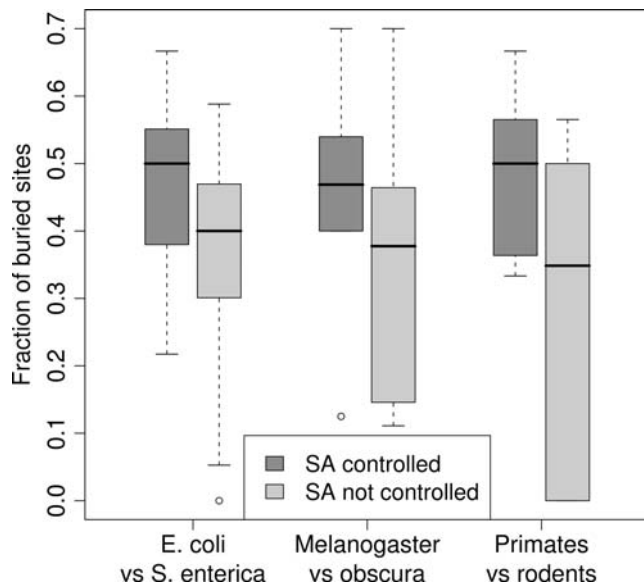 Fraction of buried sites
0.7
0.6
0.5
0.4
0.3
0.2
0.1
0.0
SA controlled
SA not controlled
E. coli
vs S. enterica
Melanogaster
vs obscura
Primates
vs rodents